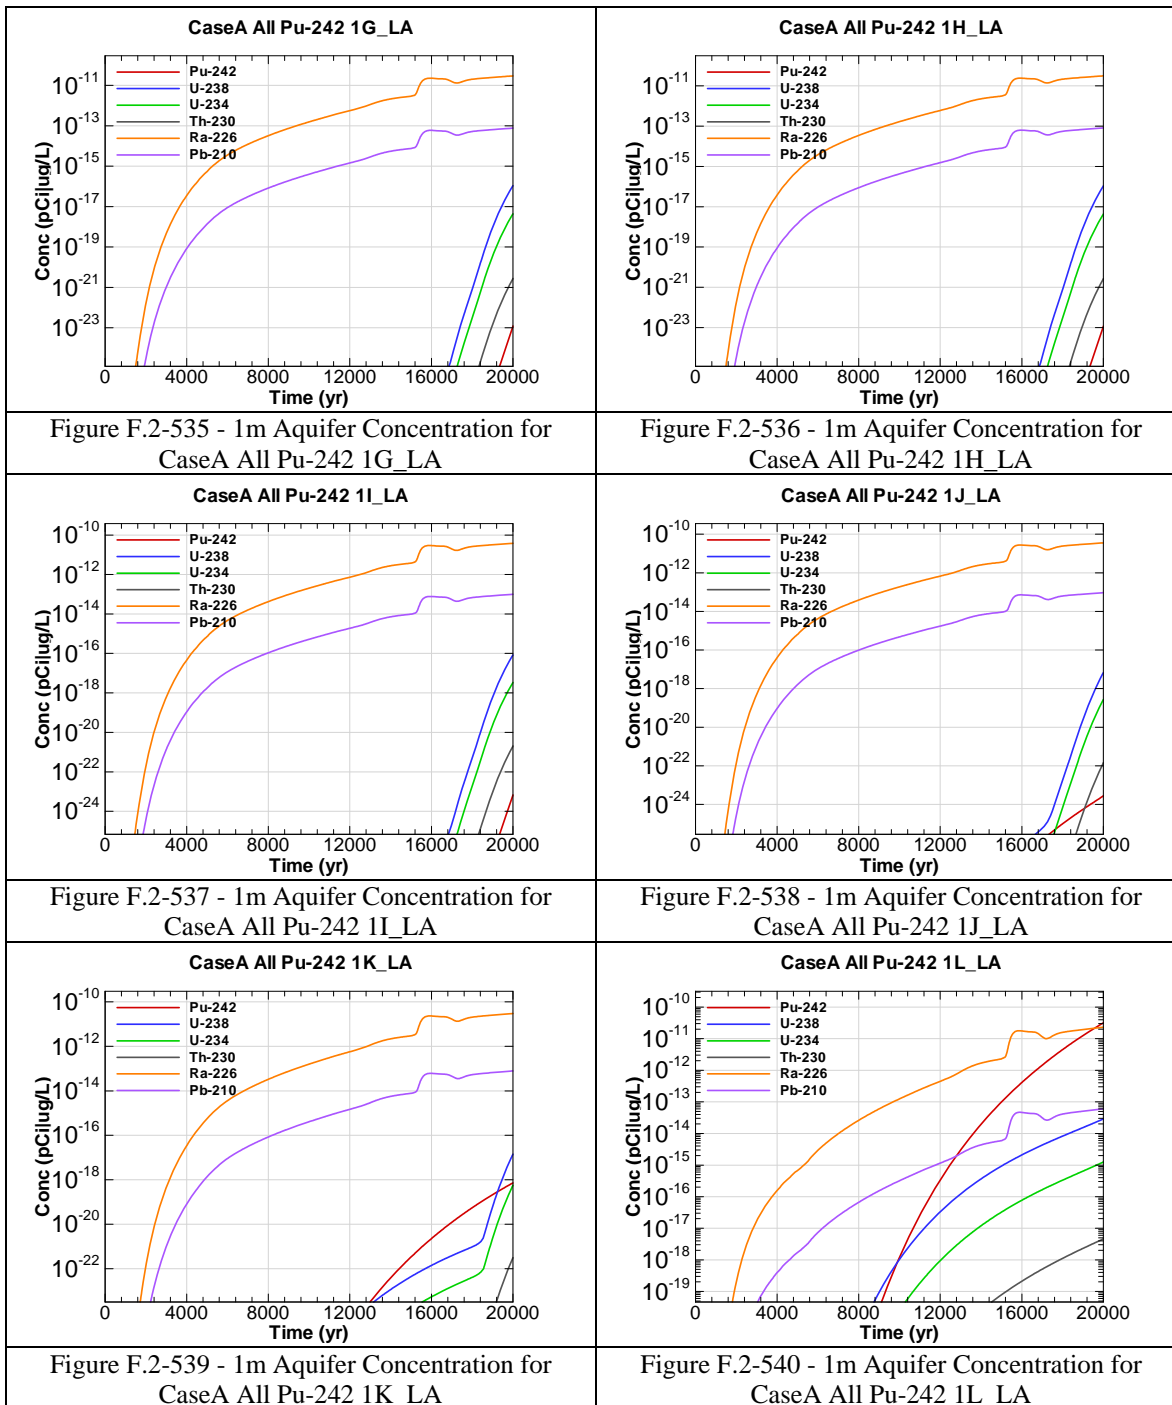 CaseA All Pu-242 1G_LA
Conc (pCi|ug/L)
10-11
10-13
10-15
10-17
10-19
10-21
10-23
Pu-242
U-238
U-234
Th-230
Ra-226
Pb-210
0 4000 8000 12000 16000 20000
Time (yr)
Figure F.2-535 - 1m Aquifer Concentration for
CaseA All Pu-242 1G_LA
CaseA All Pu-242 1H_LA
Conc (pCi|ug/L)
10-11
10-13
10-15
10-17
10-19
10-21
10-23
Pu-242
U-238
U-234
Th-230
Ra-226
Pb-210
0 4000 8000 12000 16000 20000
Time (yr)
Figure F.2-536 - 1m Aquifer Concentration for
CaseA All Pu-242 1H_LA
CaseA All Pu-242 1I_LA
Conc (pCi|ug/L)
10-10
10-12
10-14
10-16
10-18
10-20
10-22
10-24
Pu-242
U-238
U-234
Th-230
Ra-226
Pb-210
0 4000 8000 12000 16000 20000
Time (yr)
Figure F.2-537 - 1m Aquifer Concentration for
CaseA All Pu-242 1I_LA
CaseA All Pu-242 1J_LA
Conc (pCi|ug/L)
10-10
10-12
10-14
10-16
10-18
10-20
10-22
10-24
Pu-242
U-238
U-234
Th-230
Ra-226
Pb-210
0 4000 8000 12000 16000 20000
Time (yr)
Figure F.2-538 - 1m Aquifer Concentration for
CaseA All Pu-242 1J_LA
CaseA All Pu-242 1K_LA
Conc (pCi|ug/L)
10-10
10-12
10-14
10-16
10-18
10-20
10-22
Pu-242
U-238
U-234
Th-230
Ra-226
Pb-210
0 4000 8000 12000 16000 20000
Time (yr)
Figure F.2-539 - 1m Aquifer Concentration for
CaseA All Pu-242 1K_LA
CaseA All Pu-242 1L_LA
Conc (pCi|ug/L)
10-10
10-11
10-12
10-13
10-14
10-15
10-16
10-17
10-18
10-19
Pu-242
U-238
U-234
Th-230
Ra-226
Pb-210
0 4000 8000 12000 16000 20000
Time (yr)
Figure F.2-540 - 1m Aquifer Concentration for
CaseA All Pu-242 1L_LA